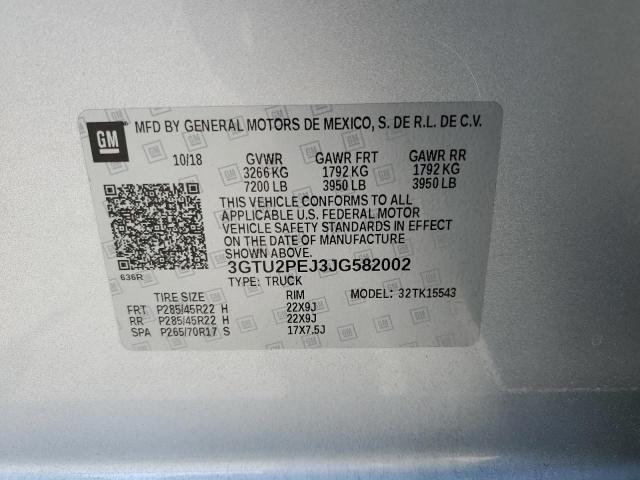 GM MFD BY GENERAL MOTORS DE MEXICO, S. DE R.L. DE C.V.
10/18 GVWR GAWR FRT GAWR RR
3266 KG 1792 KG 1792 KG
7200 LB 3950 LB 3950 LB
THIS VEHICLE CONFORMS TO ALL
APPLICABLE U.S. FEDERAL MOTOR
VEHICLE SAFETY STANDARDS IN EFFECT
ON THE DATE OF MANUFACTURE
3GTU2PEJ3JG582002
636R TYPE: TRUCK
TIRE SIZE RIM MODEL: 32TK15543
FRT P285/45R22 H 22X9J
RR P285/45R22 H 22X9J
SPA P265/70R17 S 17X7.5J